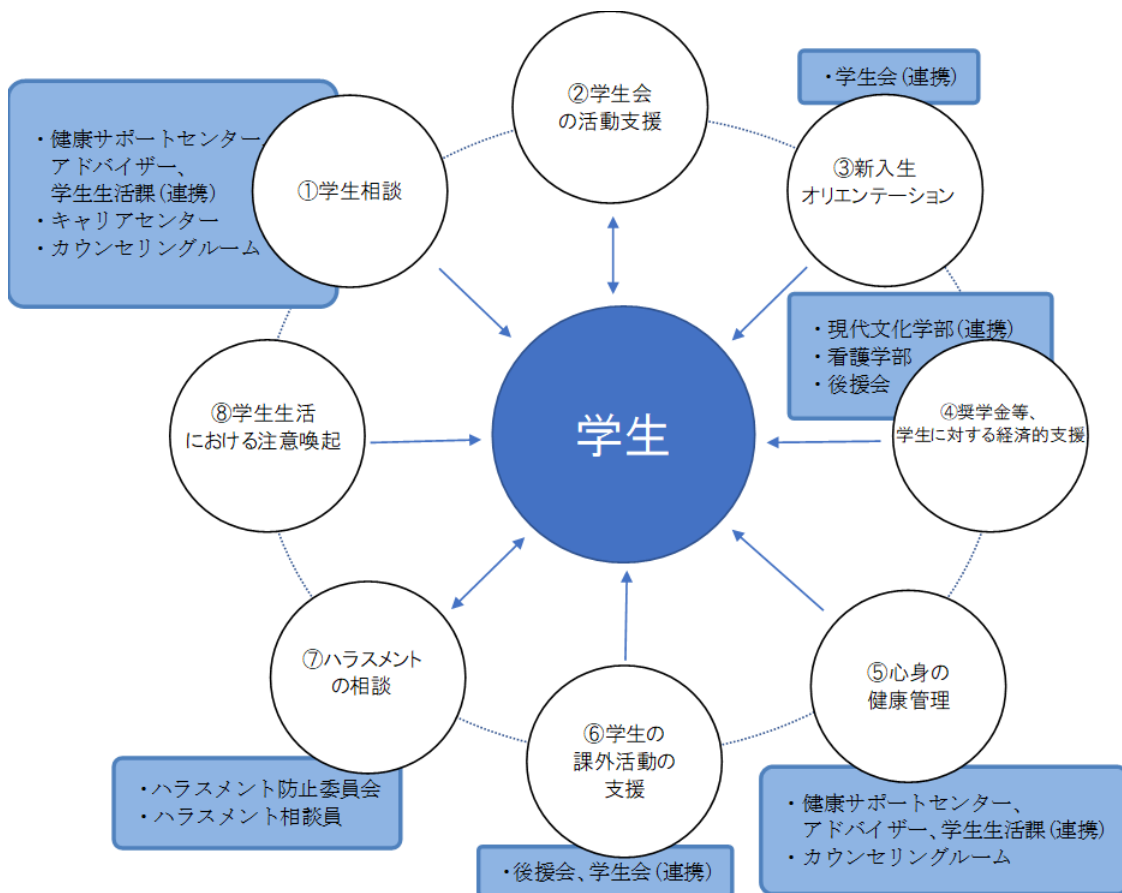 ・健康サポートセンター、
アドバイザー、
学生生活課(連携)
・キャリアセンター
・カウンセリングルーム
①学生相談
②学生会
の活動支援
・学生会(連携)
③新入生
オリエンテーション
・現代文化学部(連携)
・看護学部
・後援会
④奨学金等、
学生に対する経済的支援
学生
⑧学生生活
における注意喚起
⑦ハラスメント
の相談
・ハラスメント防止委員会
・ハラスメント相談員
⑥学生の
課外活動の
支援
・後援会、学生会(連携)
⑤心身の
健康管理
・健康サポートセンター、
アドバイザー、学生生活課(連携)
・カウンセリングルーム